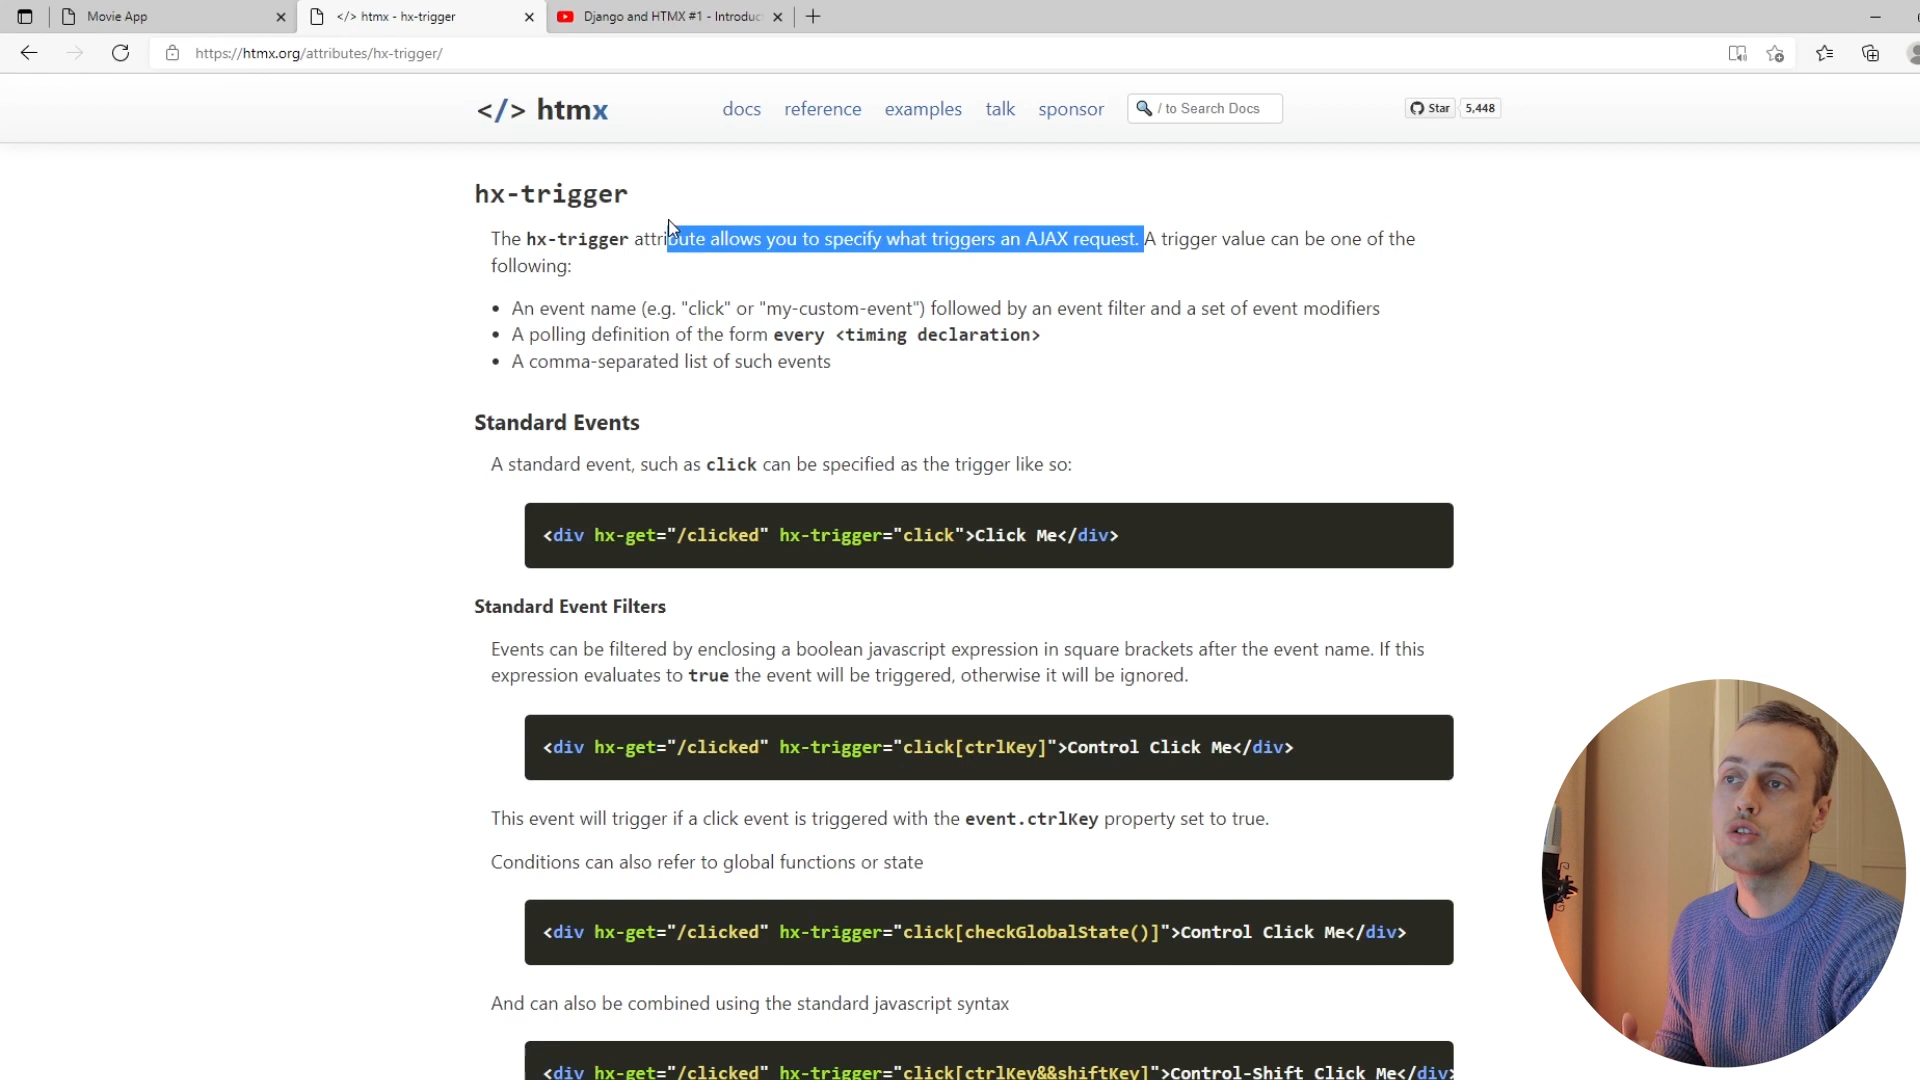 Movie App
</> htmx - hx-trigger
Django and HTMX #1 - Introduc
https://htmx.org/attributes/hx-trigger/
</> htmx
docs
reference
examples
talk
sponsor
/ to Search Docs
Star
5,448
hx-trigger
The hx-trigger attribute allows you to specify what triggers an AJAX request. A trigger value can be one of the
following:
• An event name (e.g. "click" or "my-custom-event") followed by an event filter and a set of event modifiers
• A polling definition of the form every <timing declaration>
• A comma-separated list of such events
Standard Events
A standard event, such as click can be specified as the trigger like so:
<div hx-get="/clicked" hx-trigger="click">Click Me</div>
Standard Event Filters
Events can be filtered by enclosing a boolean javascript expression in square brackets after the event name. If this
expression evaluates to true the event will be triggered, otherwise it will be ignored.
<div hx-get="/clicked" hx-trigger="click[ctrlKey]">Control Click Me</div>
This event will trigger if a click event is triggered with the event.ctrlKey property set to true.
Conditions can also refer to global functions or state
<div hx-get="/clicked" hx-trigger="click[checkGlobalState()]">Control Click Me</div>
And can also be combined using the standard javascript syntax
<div hx-get="/clicked" hx-trigger="click[ctrlKey&&shiftKey]">Control-Shift Click Me</div>